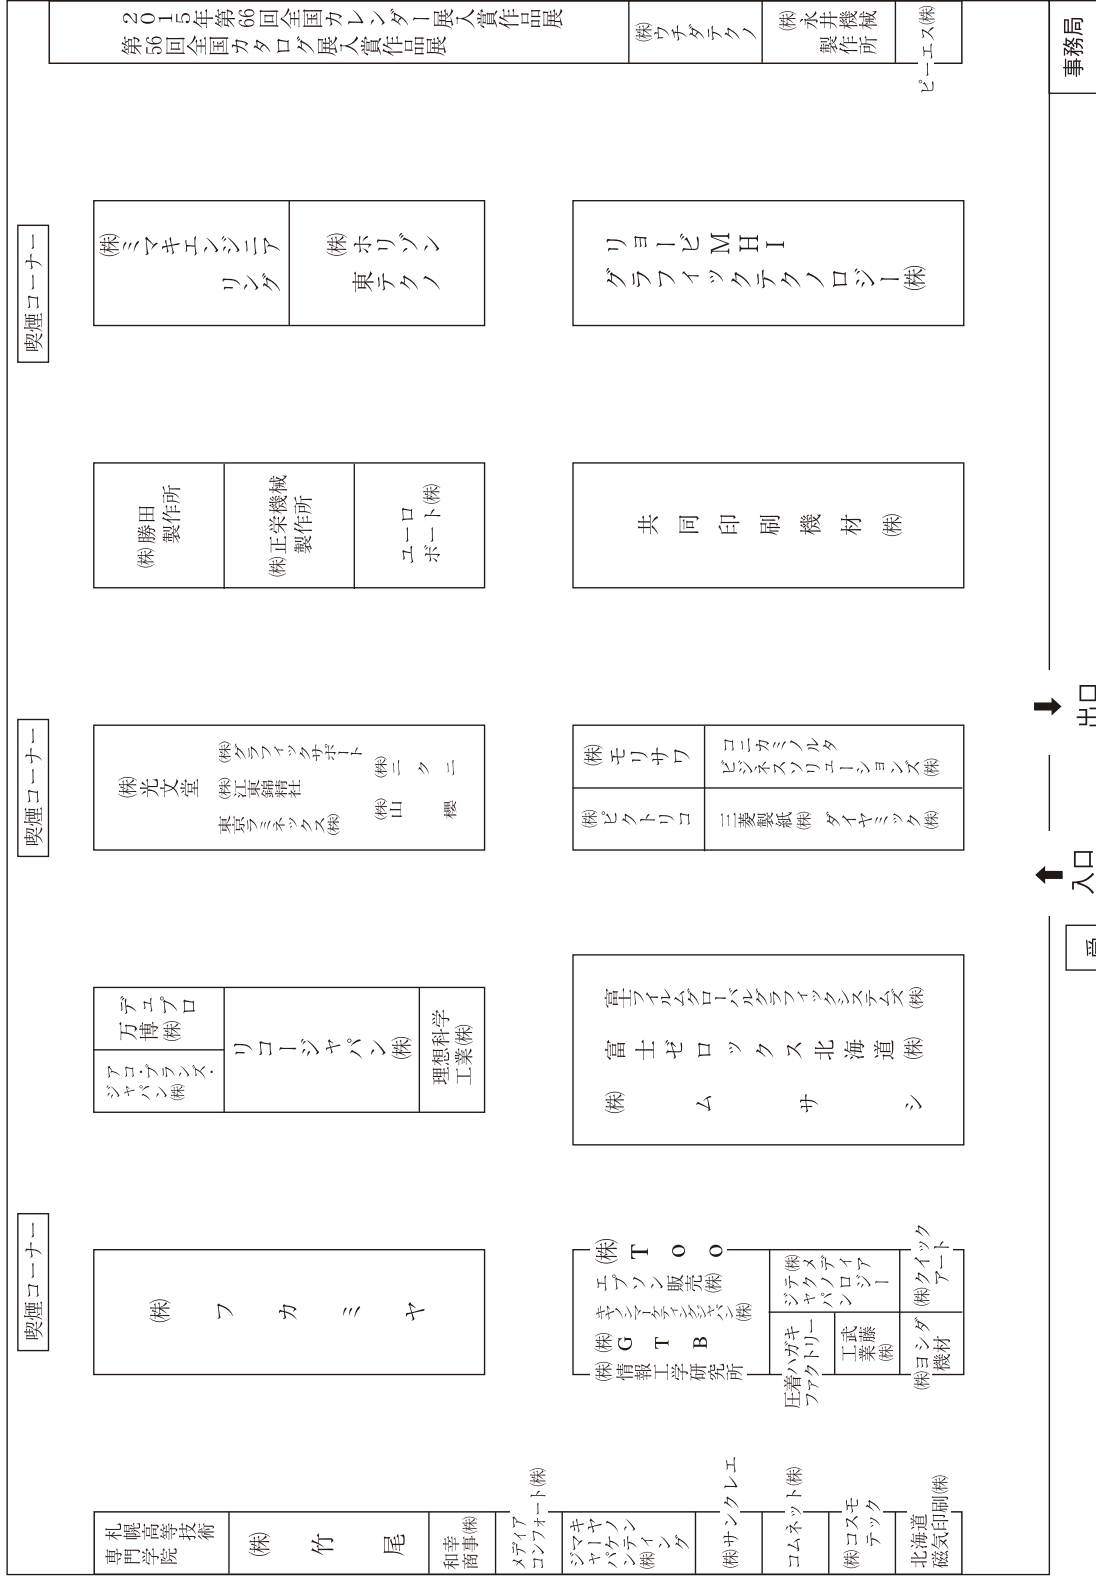 2015年第66回全国カレンダー展入賞作品展
第56回全国カタログ展入賞作品展
㈱ウチダテクノ
㈱永井機械
製作所
ピーエス㈱
事務局
喫煙コーナー
㈱ミマキエンジニア
リング
㈱ホリゾン
東テクノ
リョービMHI
グラフィックテクノロジー㈱
㈱勝田
製作所
㈱正栄機械
製作所
ユーロ
ボート㈱
共同印刷機材㈱
喫煙コーナー
㈱光文堂
㈱グラフィックサポート
㈱江東錦精社
東京ラミネックス㈱
㈱ニクニ
㈱山櫻
㈱モリサワ
コニカミノルタ
ビジネスソリューションズ㈱
㈱ピクトリコ
三菱製紙㈱ ダイヤミック㈱
出口
入口
受
デュプロ
万博㈱
アコ・ブランズ・
ジャパン㈱
リコージャパン㈱
理想科学
工業㈱
富士フイルムグローバルグラフィックシステムズ㈱
富士ゼロックス北海道㈱
㈱ムサシ
喫煙コーナー
㈱フカミヤ
㈱Too
エプソン販売㈱
キヤノンマーケティングジャパン㈱
㈱GTB
㈱情報工学研究所
㈱メディア
テクノロジー
ジャパン
㈱クイック
アート
圧着ハガキ
ファクトリー
武藤
工業㈱
㈱ヨシダ
機材
札幌高等技術
専門学院
㈱竹尾
和幸
商事㈱
メディア
コンフォート㈱
キヤノン
マーケティング
ジャパン㈱
㈱サンクレエ
コムネット㈱
㈱コスモ
テック
北海道
磁気印刷㈱